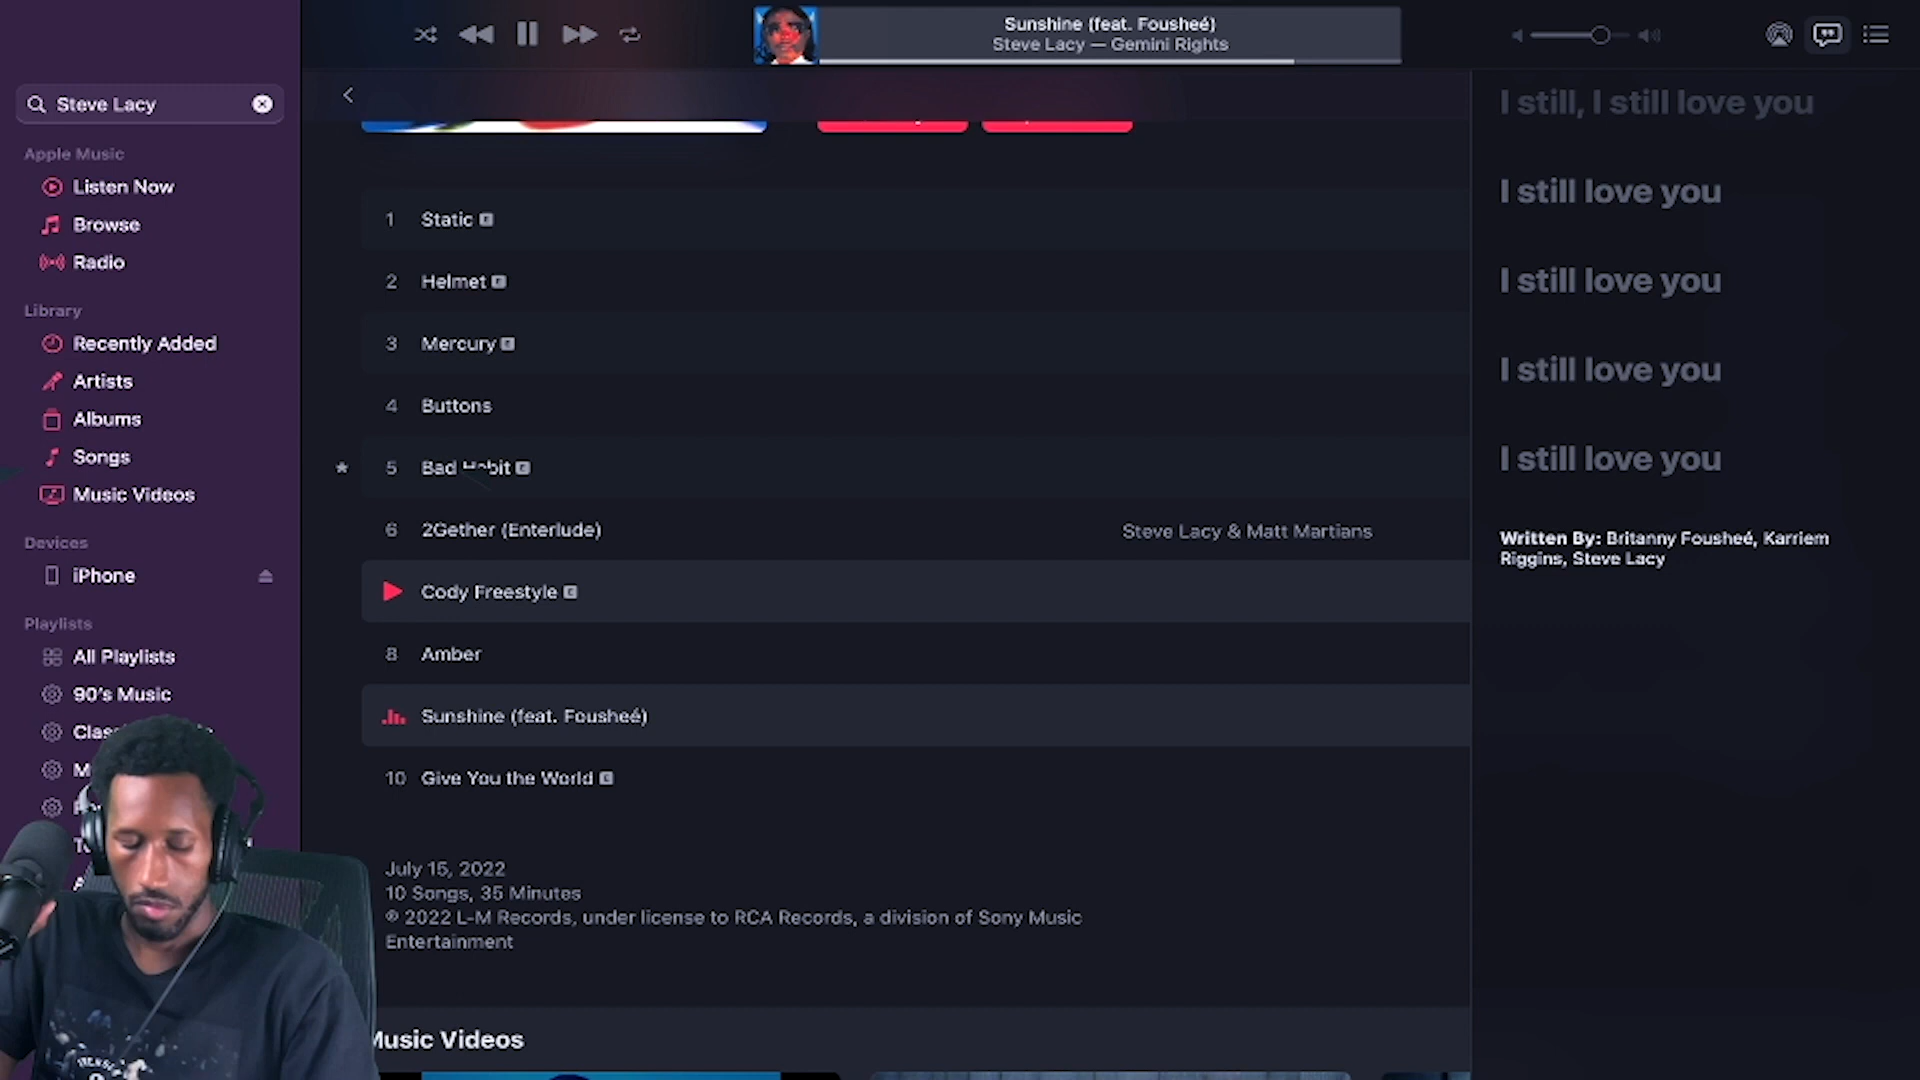 Sunshine (feat. Fousheé)
Steve Lacy — Gemini Rights
Steve Lacy
Apple Music
Listen Now
Browse
Radio
Library
Recently Added
Artists
Albums
Songs
Music Videos
Devices
iPhone
Playlists
All Playlists
90's Music
1 Static E
2 Helmet E
3 Mercury E
4 Buttons
★ 5 Bad Habit E
6 2Gether (Enterlude) Steve Lacy & Matt Martians
Cody Freestyle E
8 Amber
Sunshine (feat. Fousheé)
10 Give You the World E
July 15, 2022
10 Songs, 35 Minutes
℗ 2022 L-M Records, under license to RCA Records, a division of Sony Music
Entertainment
Music Videos
I still, I still love you
I still love you
I still love you
I still love you
I still love you
Written By: Britanny Fousheé, Karriem
Riggins, Steve Lacy